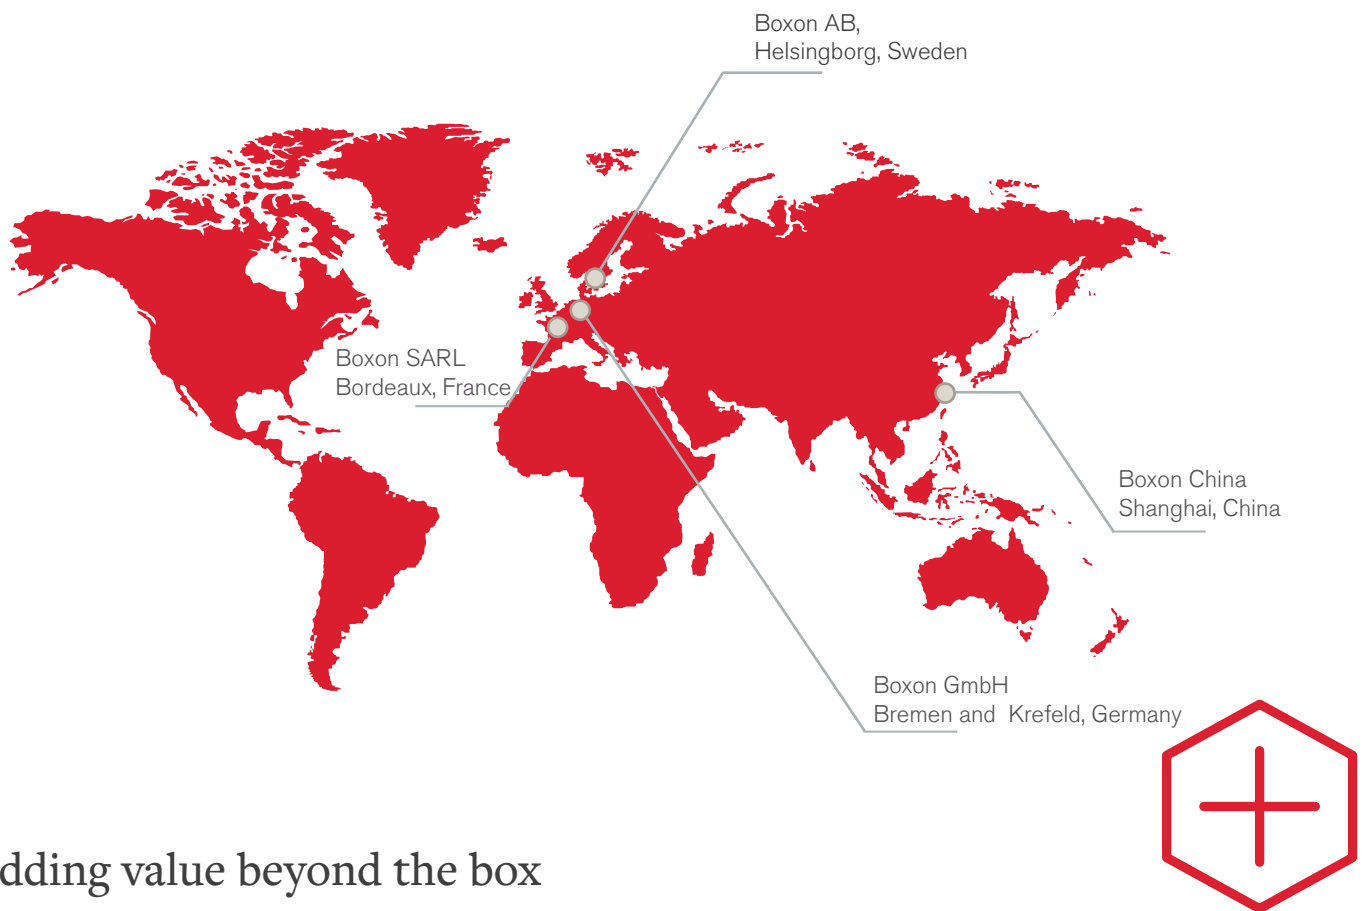 Boxon AB,
Helsingborg, Sweden
Boxon SARL
Bordeaux, France
Boxon China
Shanghai, China
Boxon GmbH
Bremen and  Krefeld, Germany
dding value beyond the box